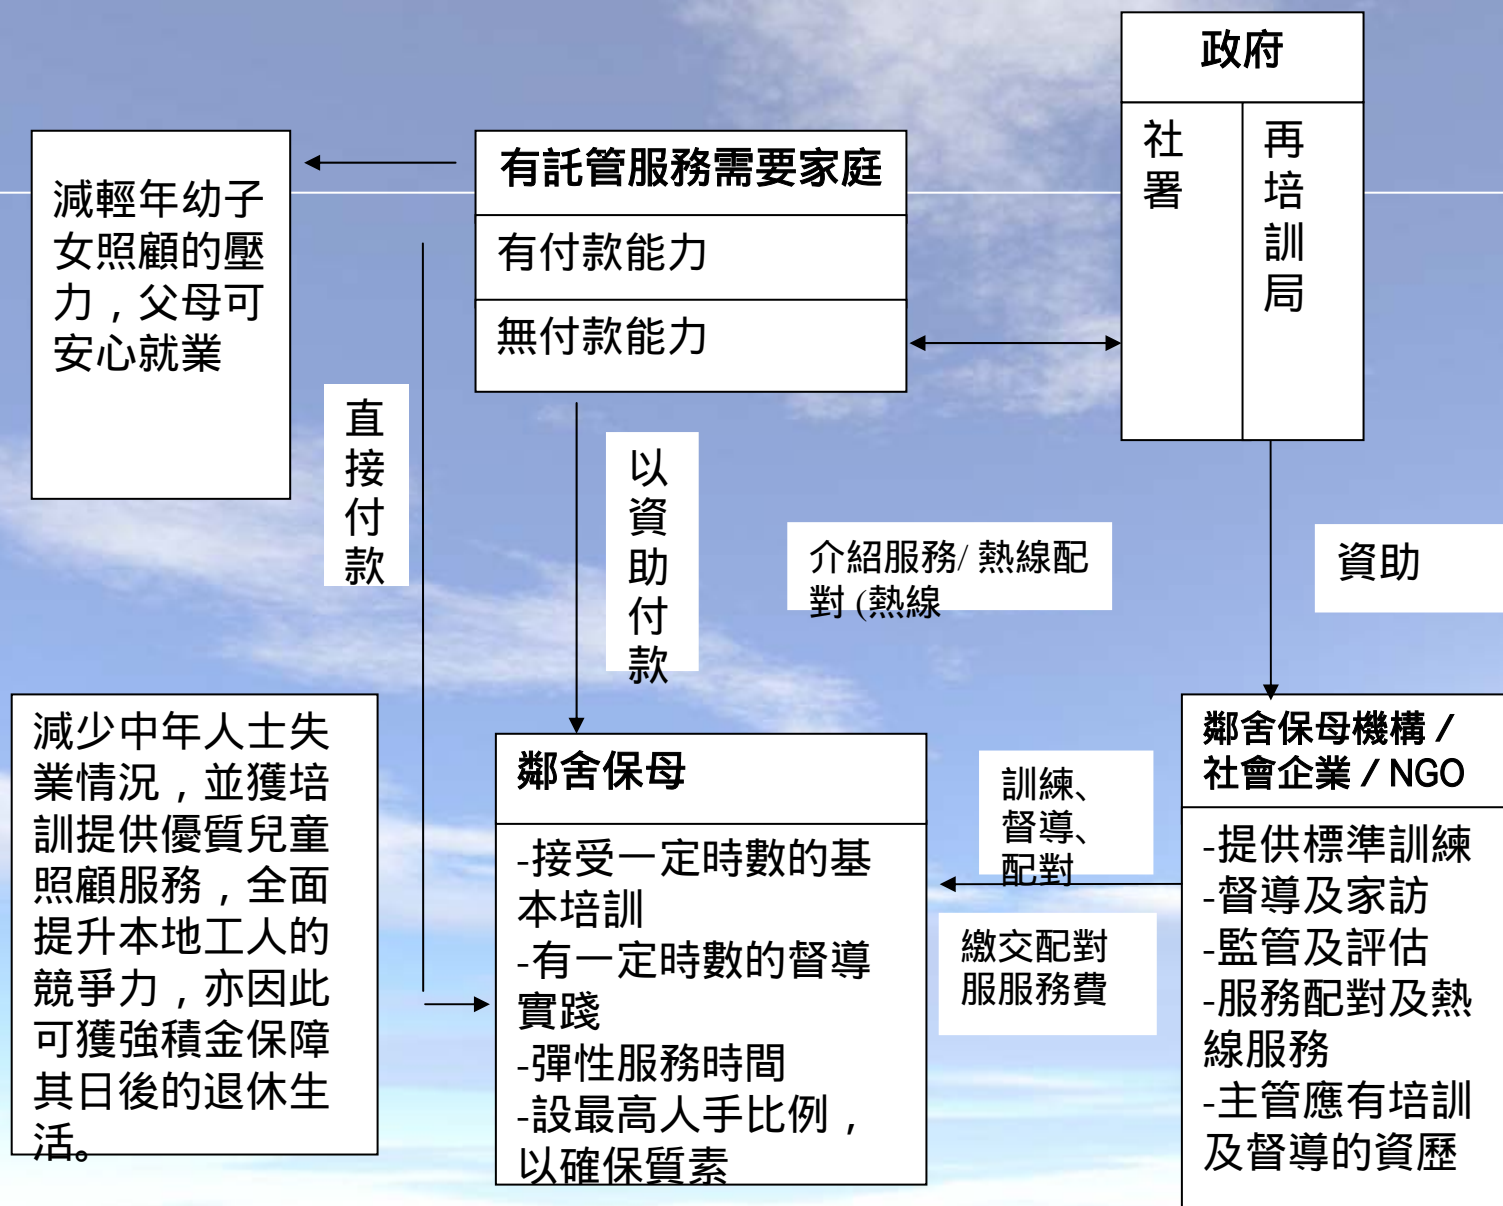 政府
社署
再培訓局
有託管服務需要家庭
有付款能力
無付款能力
減輕年幼子
女照顧的壓
力，父母可
安心就業
直接付款
以資助付款
介紹服務/ 熱線配
對 (熱線
資助
減少中年人士失
業情況，並獲培
訓提供優質兒童
照顧服務，全面
提升本地工人的
競爭力，亦因此
可獲強積金保障
其日後的退休生
活。
鄰舍保母
-接受一定時數的基
本培訓
-有一定時數的督導
實踐
-彈性服務時間
-設最高人手比例，
以確保質素
訓練、
督導、
配對
繳交配對
服服務費
鄰舍保母機構 /
社會企業 / NGO
-提供標準訓練
-督導及家訪
-監管及評估
-服務配對及熱
線服務
-主管應有培訓
及督導的資歷